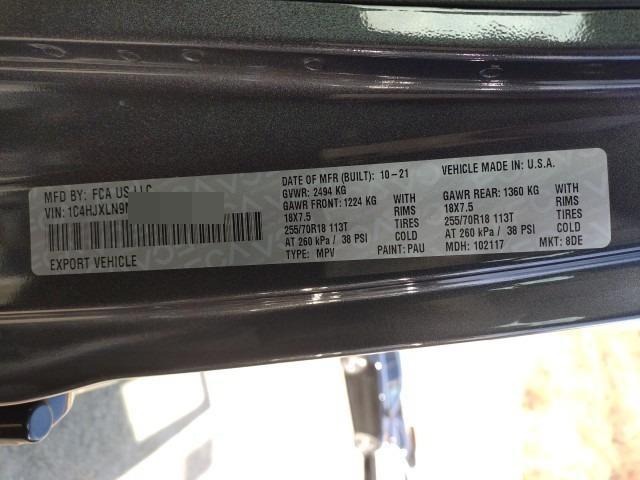 MFD BY: FCA US LLC
VIN: 1C4HJXLN9
EXPORT VEHICLE
DATE OF MFR (BUILT): 10-21
GVWR: 2494 KG
GAWR FRONT: 1224 KG WITH
18X7.5 RIMS
255/70R18 113T TIRES
AT 260 kPa / 38 PSI COLD
TYPE: MPV PAINT: PAU
VEHICLE MADE IN U.S.A.
GAWR REAR: 1360 KG WITH
18X7.5 RIMS
255/70R18 113T TIRES
AT 260 kPa / 38 PSI COLD
MDH: 102117 MKT: 8DE